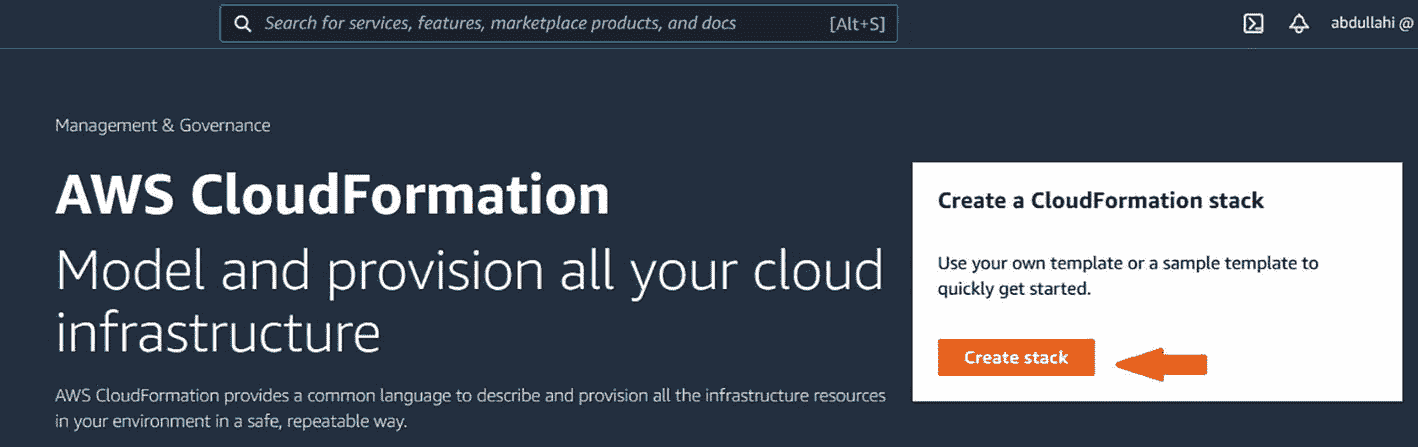 Search for services, features, marketplace products, and docs [Alt+S] abdullahi @
Management & Governance
AWS CloudFormation
Model and provision all your cloud
infrastructure
AWS CloudFormation provides a common language to describe and provision all the infrastructure resources
in your environment in a safe, repeatable way.
Create a CloudFormation stack
Use your own template or a sample template to
quickly get started.
Create stack